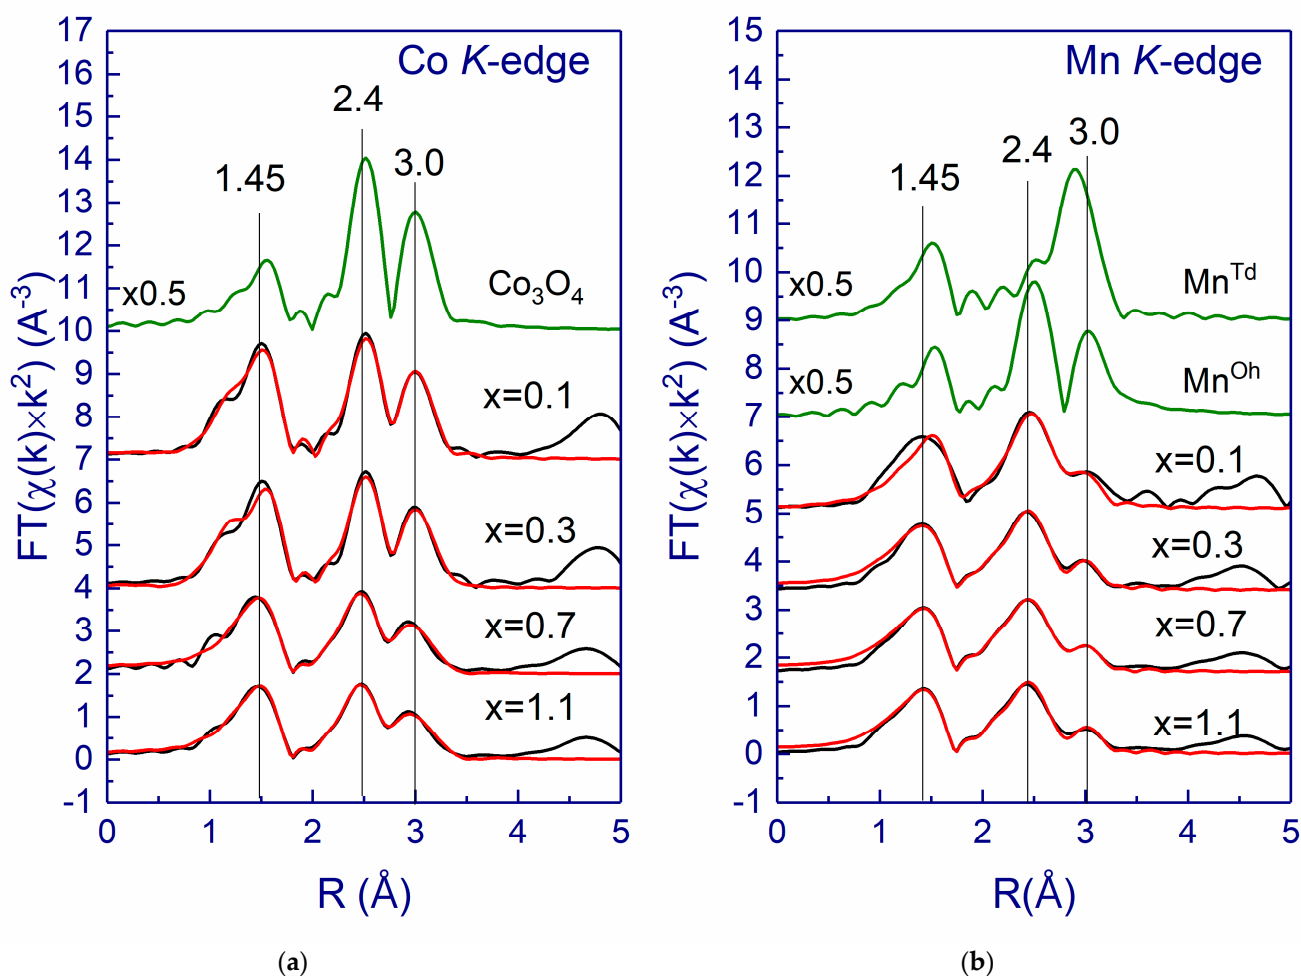 Co K-edge
2.4
1.45
3.0
x0.5
Co3O4
x=0.1
x=0.3
x=0.7
x=1.1
17
16
15
14
13
12
11
10
9
8
7
6
5
4
3
2
1
0
-1
0 1 2 3 4 5
FT(χ(k)×k²) (A⁻³)
R (Å)
(a)
Mn K-edge
3.0
2.4
1.45
x0.5
Mn^Td
x0.5
Mn^Oh
x=0.1
x=0.3
x=0.7
x=1.1
15
14
13
12
11
10
9
8
7
6
5
4
3
2
1
0
-1
0 1 2 3 4 5
FT(χ(k)×k²) (A⁻³)
R(Å)
(b)